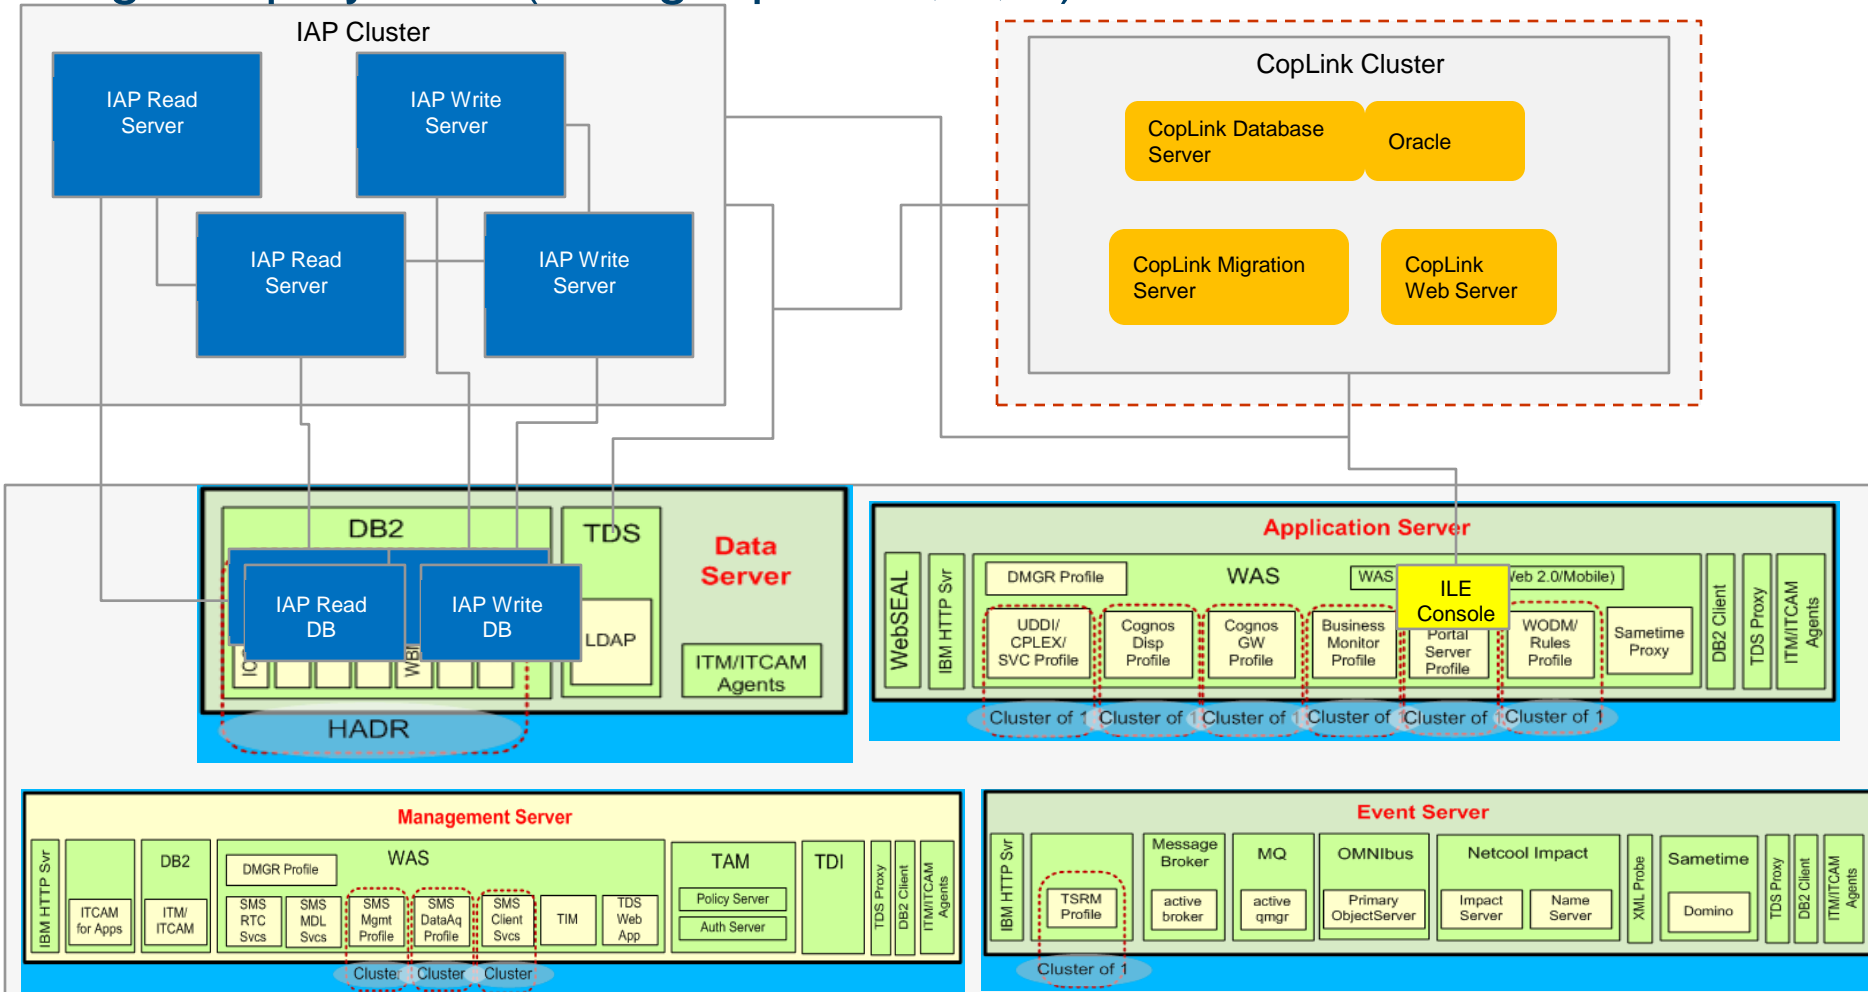 IAP Cluster
IAP Read
Server
IAP Write
Server
IAP Read
Server
IAP Write
Server
CopLink Cluster
CopLink Database
Server
Oracle
CopLink Migration
Server
CopLink
Web Server
DB2
TDS
Data
Server
IAP Read
DB
IAP Write
DB
LDAP
ITM/ITCAM
Agents
HADR
Application Server
WebSEAL
IBM HTTP Svr
DMGR Profile
WAS
WAS
2.0/Mobile)
ILE
Console
UDDI/
CPLEX/
SVC Profile
Cognos
Disp
Profile
Cognos
GW
Profile
Business
Monitor
Profile
Portal
Server
Profile
WODM/
Rules
Profile
Sametime
Proxy
DB2 Client
TDS Proxy
ITM/ITCAM
Agents
Cluster of 1
Cluster of 1
Cluster of 1
Cluster of 1
Cluster of 1
Cluster of 1
Management Server
IBM HTTP Svr
ITCAM
for Apps
DB2
ITM/
ITCAM
WAS
DMGR Profile
SMS
RTC
Svcs
SMS
MDL
Svcs
SMS
Mgmt
Profile
SMS
DataAq
Profile
SMS
Client
Svcs
TIM
TDS
Web
App
Cluster
Cluster
Cluster
TAM
Policy Server
Auth Server
TDI
TDS Proxy
DB2 Client
ITM/ITCAM
Agents
Event Server
IBM HTTP Svr
TSRM
Profile
Cluster of 1
Message
Broker
active
broker
MQ
active
qmgr
OMNIbus
Primary
ObjectServer
Netcool Impact
Impact
Server
Name
Server
XML Probe
Sametime
Domino
TDS Proxy
DB2 Client
ITM/ITCAM
Agents